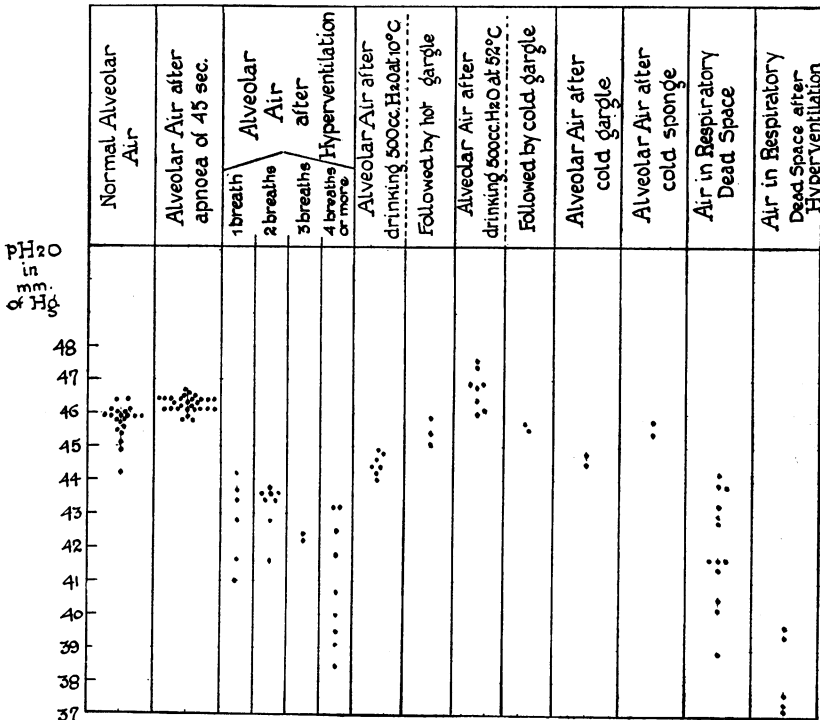 Normal Alveolar
Air
Alveolar Air after
apnoea of 45 sec.
Alveolar
Air
after
Hyperventilation
1 breath
2 breaths
3 breaths
4 breaths
or more
Alveolar Air after
drinking 500cc. H2O at 10°C
Followed by hot gargle
Alveolar Air after
drinking 500cc. H2O at 52°C
Followed by cold gargle
Alveolar Air after
cold gargle
Alveolar Air after
cold sponge
Air in Respiratory
Dead Space
Air in Respiratory
Dead Space after
Hyperventilation
pH2O
in
mm.
of Hg
48
47
46
45
44
43
42
41
40
39
38
37